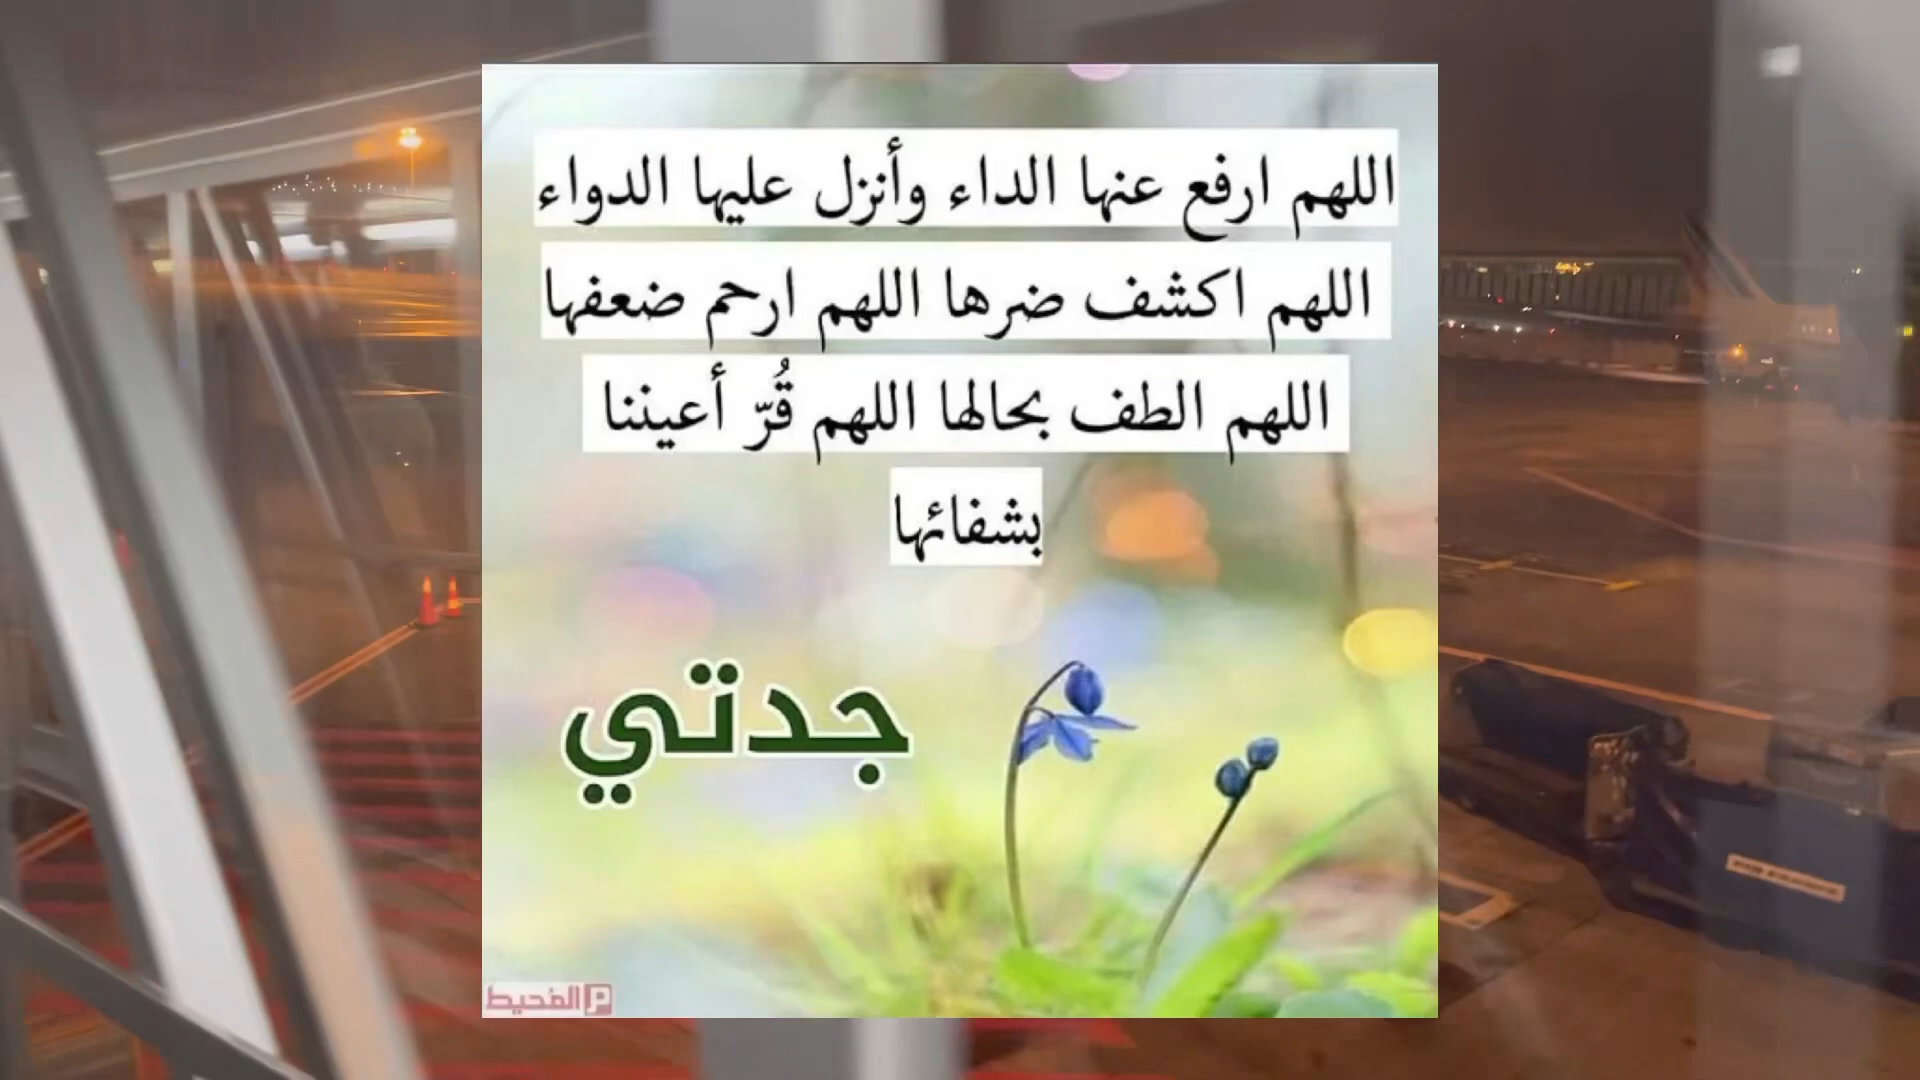 اللهم ارفع عنها الداء وأنزل عليها الدواء
اللهم اكشف ضرها اللهم ارحم ضعفها
اللهم الطف بحالها اللهم قُرّ أعيننا
بشفائها
جدتي
المحيط